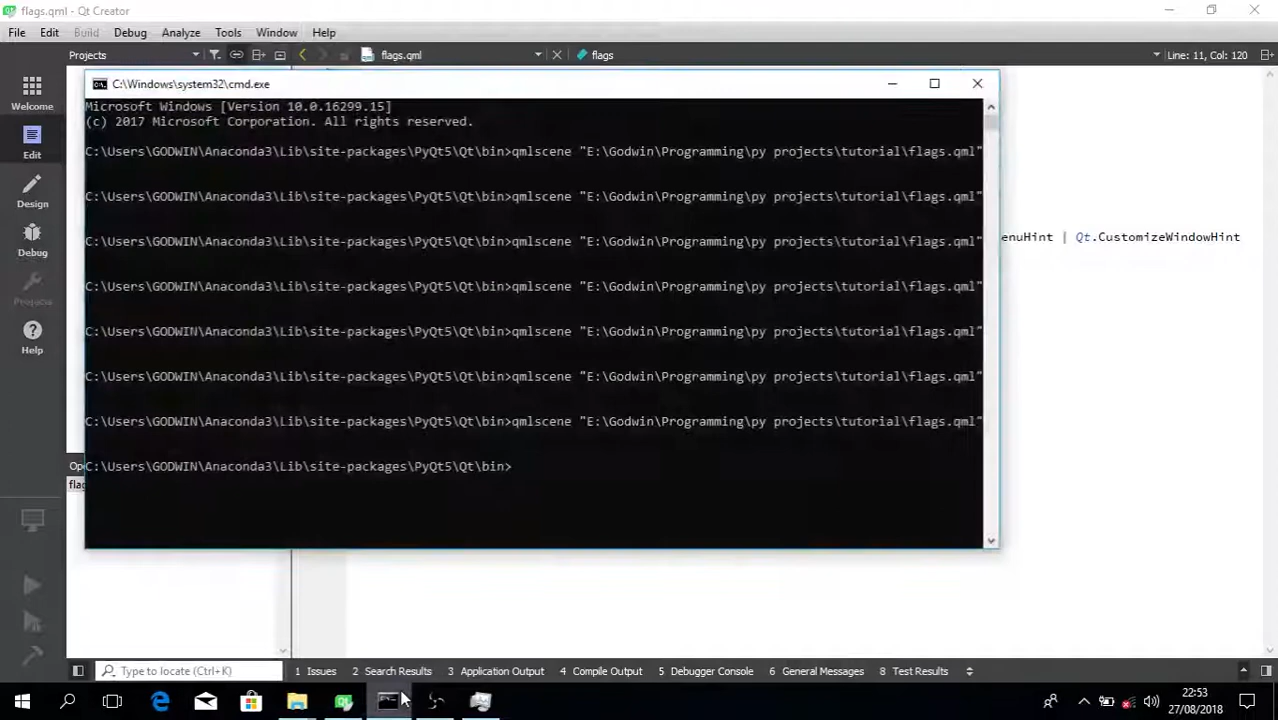 flags.qml - Qt Creator
File Edit Build Debug Analyze Tools Window Help
Projects flags.qml flags Line: 11, Col: 120
C:\Windows\system32\cmd.exe
Welcome
Edit
Design
Debug
Projects
Help
Microsoft Windows [Version 10.0.16299.15]
(c) 2017 Microsoft Corporation. All rights reserved.
C:\Users\GODWIN\Anaconda3\Lib\site-packages\PyQt5\Qt\bin>qmlscene "E:\Godwin\Programming\py projects\tutorial\flags.qml"
C:\Users\GODWIN\Anaconda3\Lib\site-packages\PyQt5\Qt\bin>qmlscene "E:\Godwin\Programming\py projects\tutorial\flags.qml"
C:\Users\GODWIN\Anaconda3\Lib\site-packages\PyQt5\Qt\bin>qmlscene "E:\Godwin\Programming\py projects\tutorial\flags.qml"
C:\Users\GODWIN\Anaconda3\Lib\site-packages\PyQt5\Qt\bin>qmlscene "E:\Godwin\Programming\py projects\tutorial\flags.qml"
C:\Users\GODWIN\Anaconda3\Lib\site-packages\PyQt5\Qt\bin>qmlscene "E:\Godwin\Programming\py projects\tutorial\flags.qml"
C:\Users\GODWIN\Anaconda3\Lib\site-packages\PyQt5\Qt\bin>qmlscene "E:\Godwin\Programming\py projects\tutorial\flags.qml"
C:\Users\GODWIN\Anaconda3\Lib\site-packages\PyQt5\Qt\bin>qmlscene "E:\Godwin\Programming\py projects\tutorial\flags.qml"
C:\Users\GODWIN\Anaconda3\Lib\site-packages\PyQt5\Qt\bin>
enuHint | Qt.CustomizeWindowHint
Op
flag
Type to locate (Ctrl+K) 1 Issues 2 Search Results 3 Application Output 4 Compile Output 5 Debugger Console 6 General Messages 8 Test Results
22:53
27/08/2018